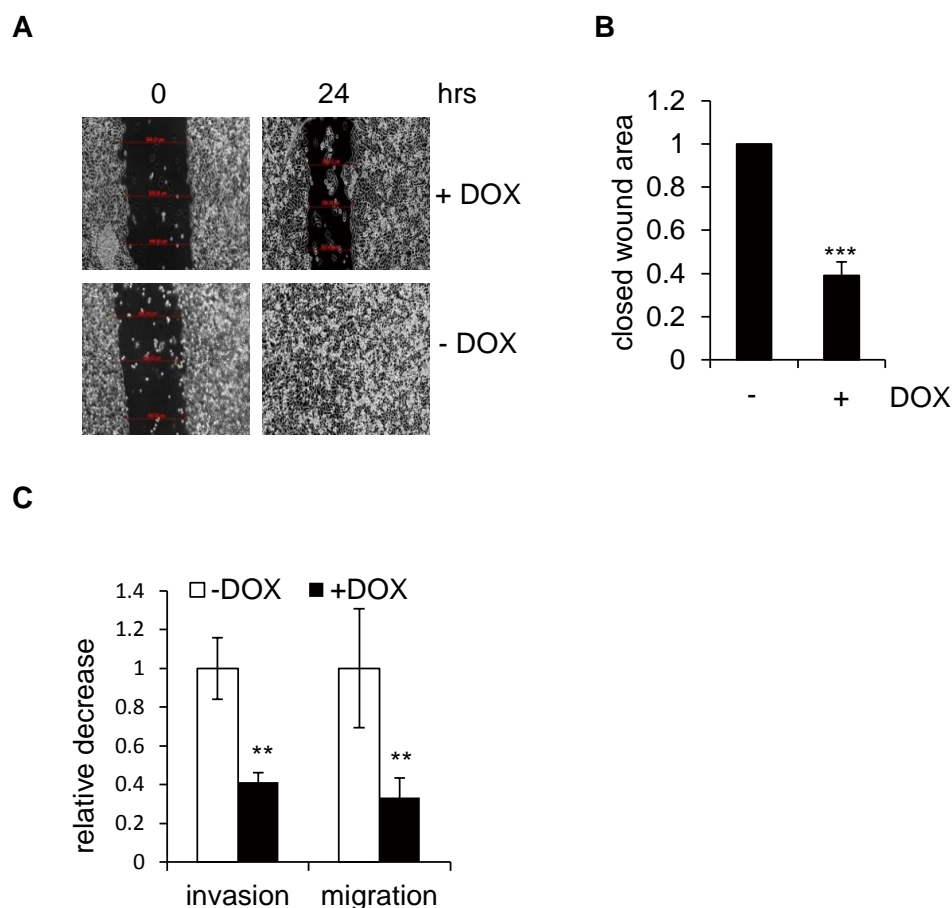 A
0 24 hrs
+ DOX
- DOX
B
closed wound area
1.2
1
0.8
0.6
0.4
0.2
0
***
- + DOX
C
relative decrease
-DOX +DOX
1.4
1.2
1
0.8
0.6
0.4
0.2
0
** **
invasion migration